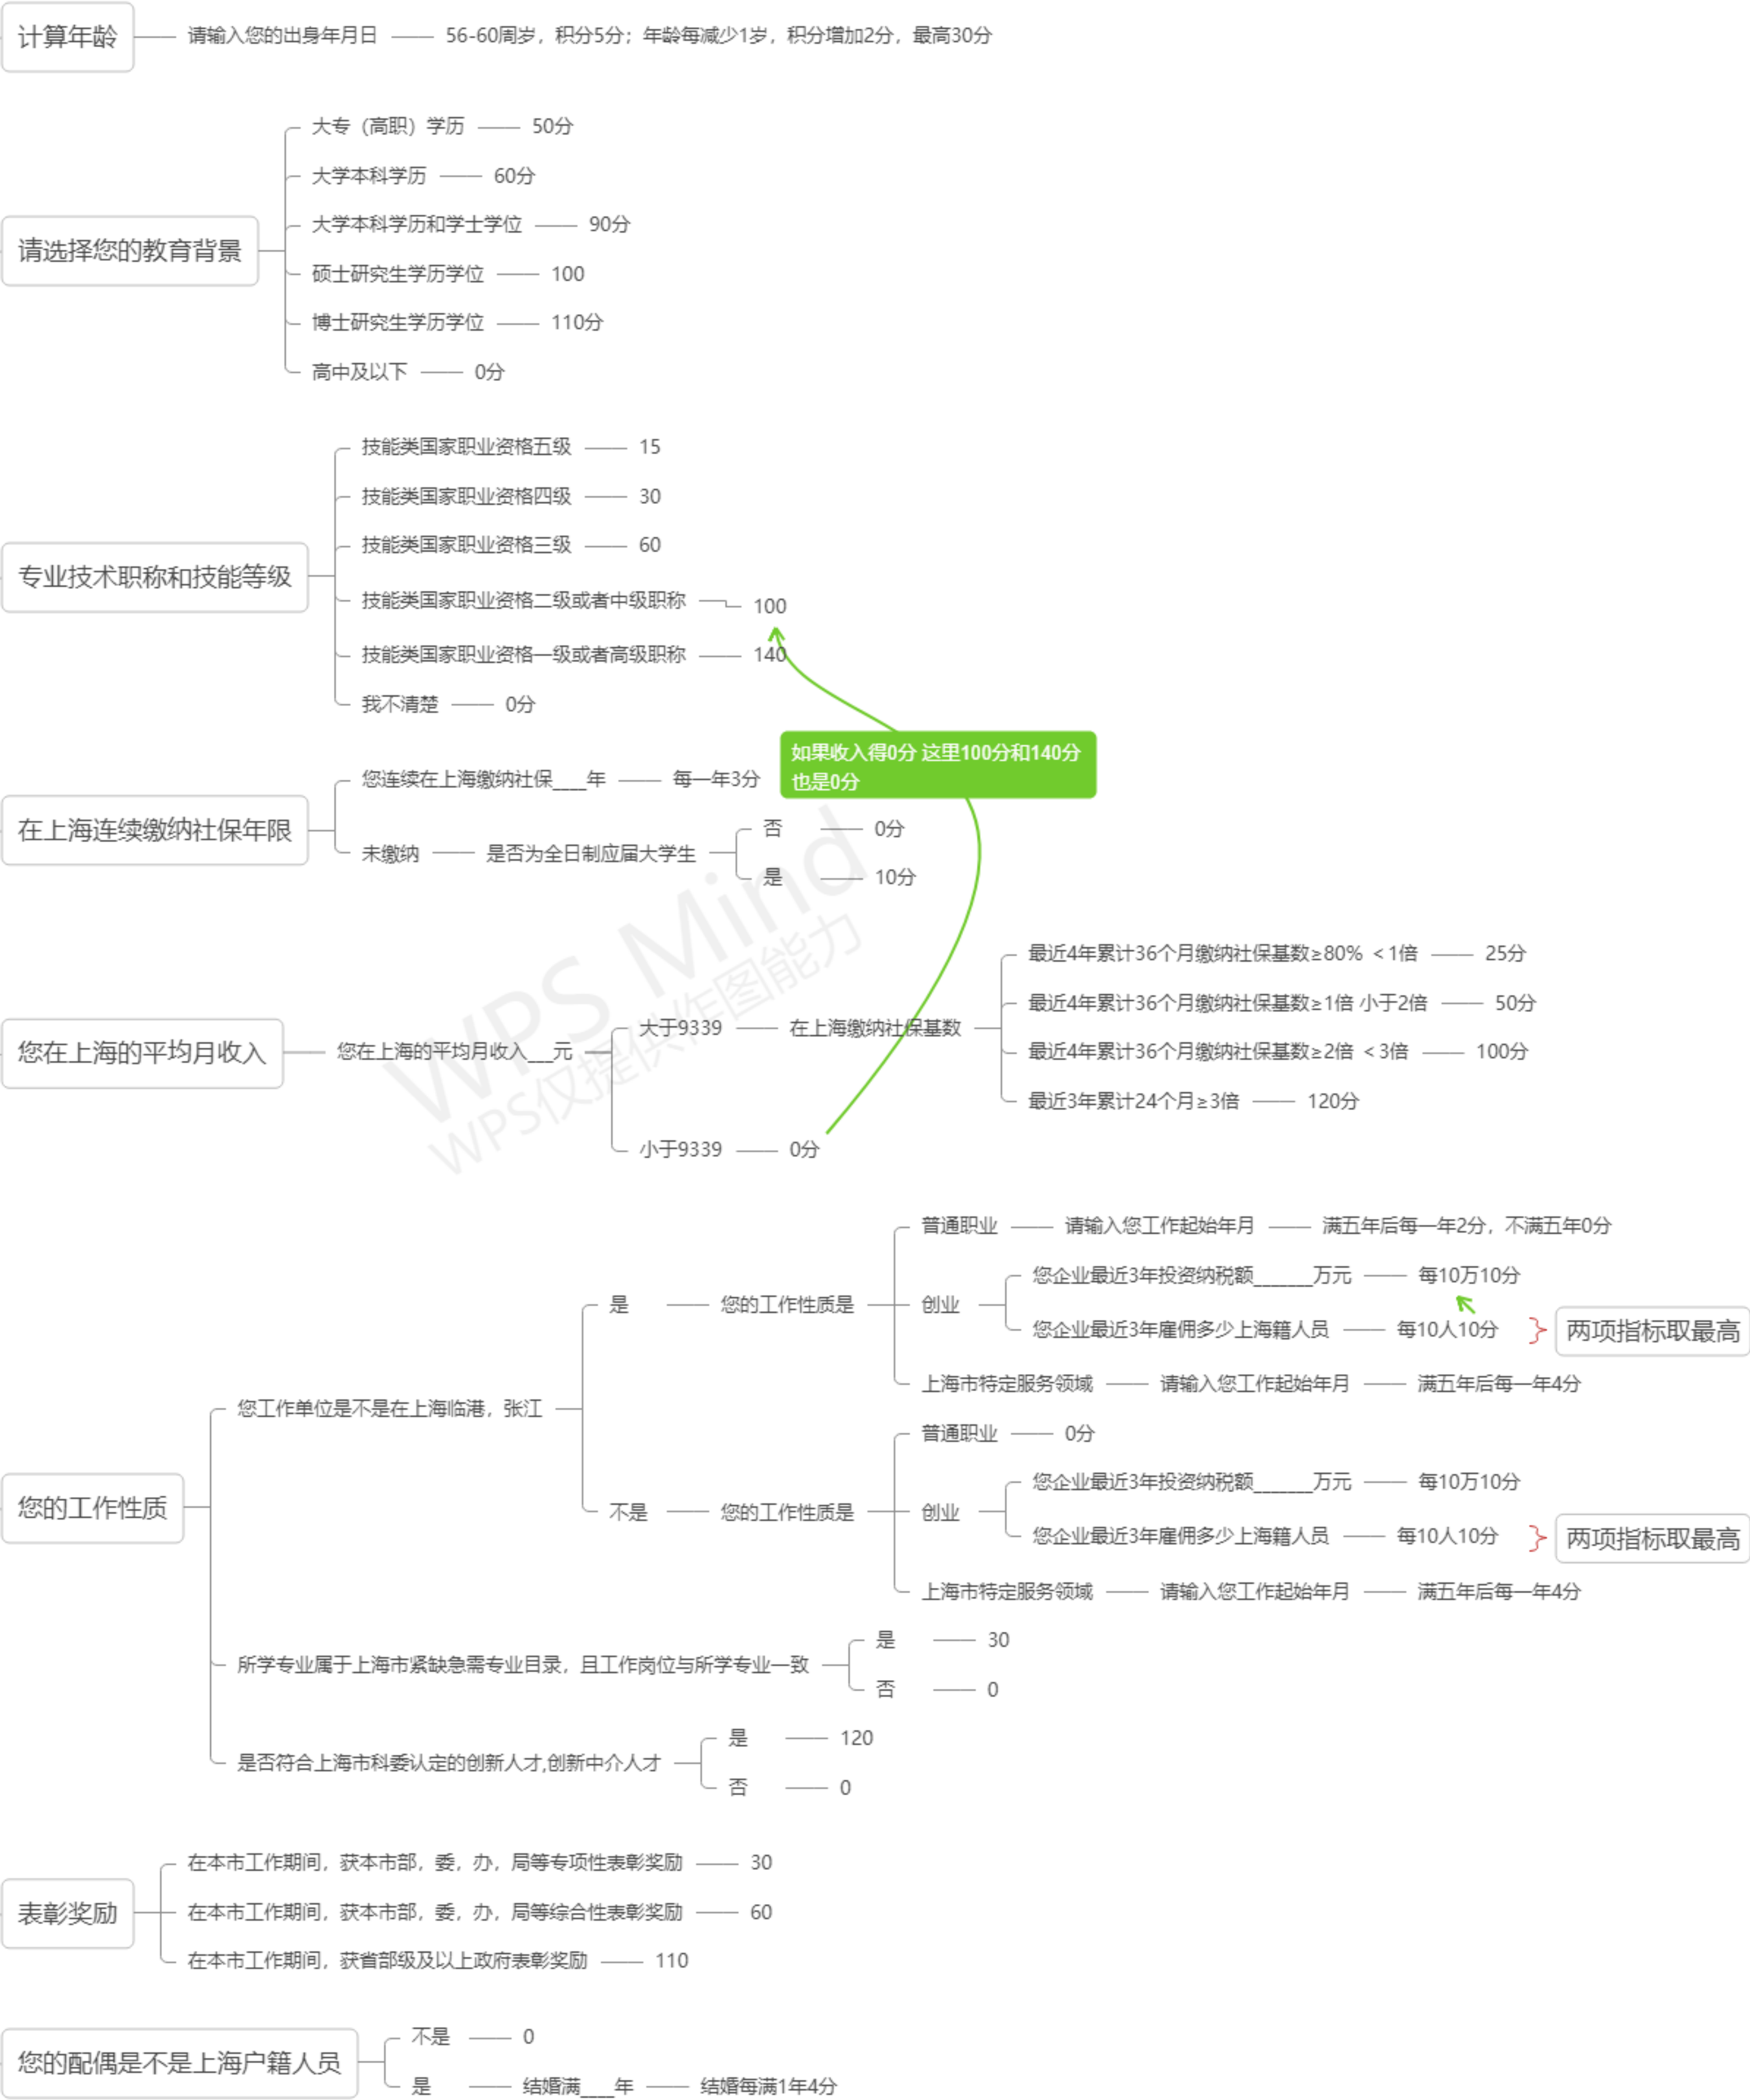 计算年龄
请输入您的出身年月日
56-60周岁，积分5分；年龄每减少1岁，积分增加2分，最高30分
请选择您的教育背景
大专（高职）学历
50分
大学本科学历
60分
大学本科学历和学士学位
90分
硕士研究生学历学位
100
博士研究生学历学位
110分
高中及以下
0分
专业技术职称和技能等级
技能类国家职业资格五级
15
技能类国家职业资格四级
30
技能类国家职业资格三级
60
技能类国家职业资格二级或者中级职称
100
技能类国家职业资格一级或者高级职称
140
我不清楚
0分
如果收入得0分 这里100分和140分
也是0分
在上海连续缴纳社保年限
您连续在上海缴纳社保____年
每一年3分
未缴纳
是否为全日制应届大学生
否
0分
是
10分
您在上海的平均月收入
您在上海的平均月收入___元
大于9339
在上海缴纳社保基数
最近4年累计36个月缴纳社保基数≥80% ＜1倍
25分
最近4年累计36个月缴纳社保基数≥1倍 小于2倍
50分
最近4年累计36个月缴纳社保基数≥2倍 ＜3倍
100分
最近3年累计24个月≥3倍
120分
小于9339
0分
WPS Mind
WPS仅提供作图能力
您的工作性质
您工作单位是不是在上海临港，张江
是
您的工作性质是
普通职业
请输入您工作起始年月
满五年后每一年2分，不满五年0分
创业
您企业最近3年投资纳税额_______万元
每10万10分
您企业最近3年雇佣多少上海籍人员
每10人10分
两项指标取最高
上海市特定服务领域
请输入您工作起始年月
满五年后每一年4分
不是
您的工作性质是
普通职业
0分
创业
您企业最近3年投资纳税额_______万元
每10万10分
您企业最近3年雇佣多少上海籍人员
每10人10分
两项指标取最高
上海市特定服务领域
请输入您工作起始年月
满五年后每一年4分
所学专业属于上海市紧缺急需专业目录，且工作岗位与所学专业一致
是
30
否
0
是否符合上海市科委认定的创新人才,创新中介人才
是
120
否
0
表彰奖励
在本市工作期间，获本市部，委，办，局等专项性表彰奖励
30
在本市工作期间，获本市部，委，办，局等综合性表彰奖励
60
在本市工作期间，获省部级及以上政府表彰奖励
110
您的配偶是不是上海户籍人员
不是
0
是
结婚满____年
结婚每满1年4分